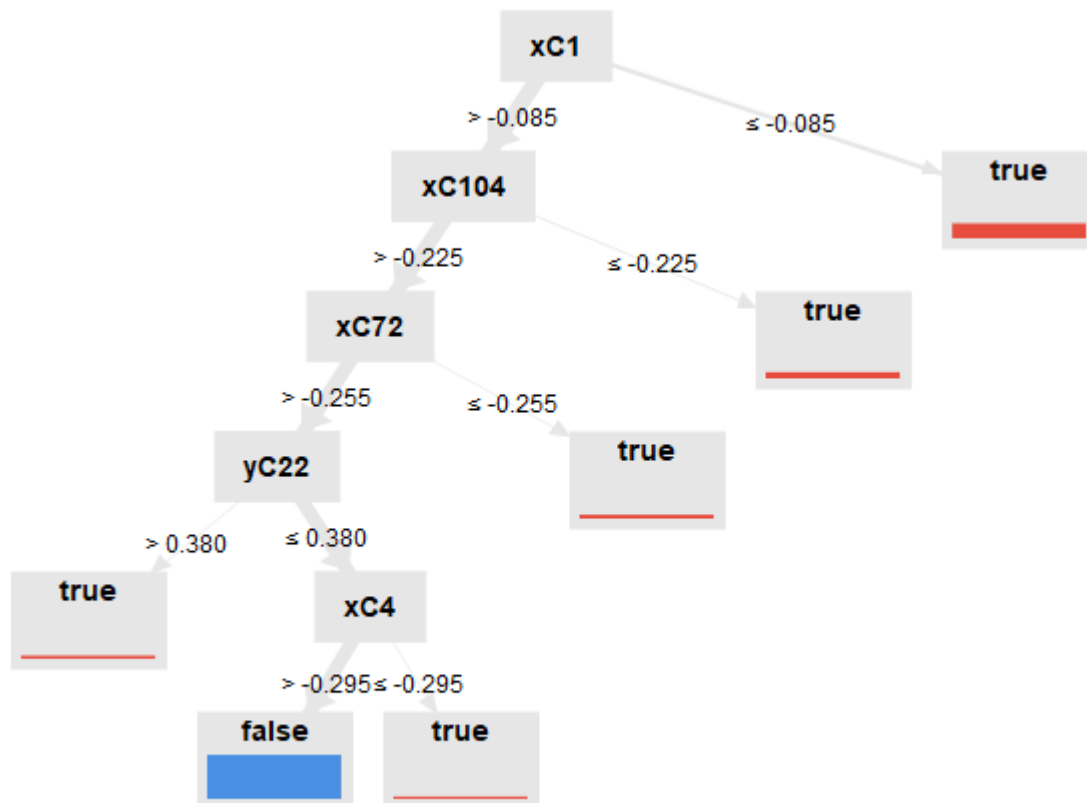 xC1
> -0.085
≤ -0.085
xC104
true
> -0.225
≤ -0.225
xC72
true
> -0.255
≤ -0.255
yC22
true
> 0.380
≤ 0.380
true
xC4
> -0.295
≤ -0.295
false
true